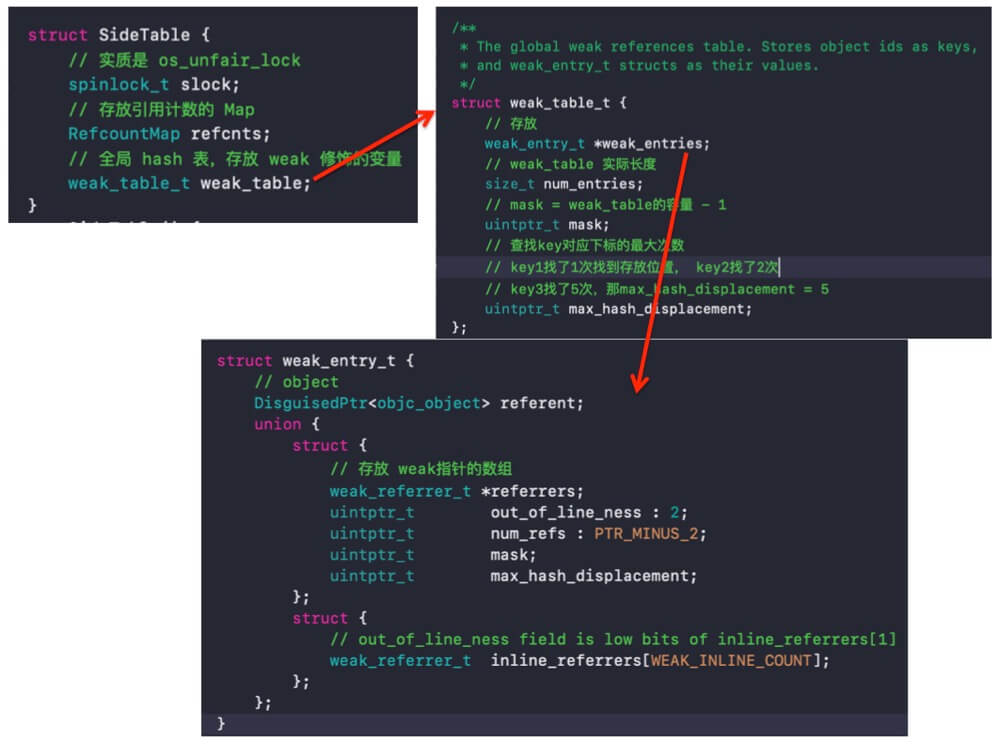 struct SideTable {
// 实质是 os_unfair_lock
spinlock_t slock;
// 存放引用计数的 Map
RefcountMap refcnts;
// 全局 hash 表，存放 weak 修饰的变量
weak_table_t weak_table;
}
/**
* The global weak references table. Stores object ids as keys,
* and weak_entry_t structs as their values.
*/
struct weak_table_t {
// 存放
weak_entry_t *weak_entries;
// weak_table 实际长度
size_t num_entries;
// mask = weak_table的容量 - 1
uintptr_t mask;
// 查找key对应下标的最大次数
// key1找了1次找到存放位置， key2找了2次
// key3找了5次，那max_hash_displacement = 5
uintptr_t max_hash_displacement;
};
struct weak_entry_t {
// object
DisguisedPtr<objc_object> referent;
union {
struct {
// 存放 weak指针的数组
weak_referrer_t *referrers;
uintptr_t out_of_line_ness : 2;
uintptr_t num_refs : PTR_MINUS_2;
uintptr_t mask;
uintptr_t max_hash_displacement;
};
struct {
// out_of_line_ness field is low bits of inline_referrers[1]
weak_referrer_t inline_referrers[WEAK_INLINE_COUNT];
};
};
}